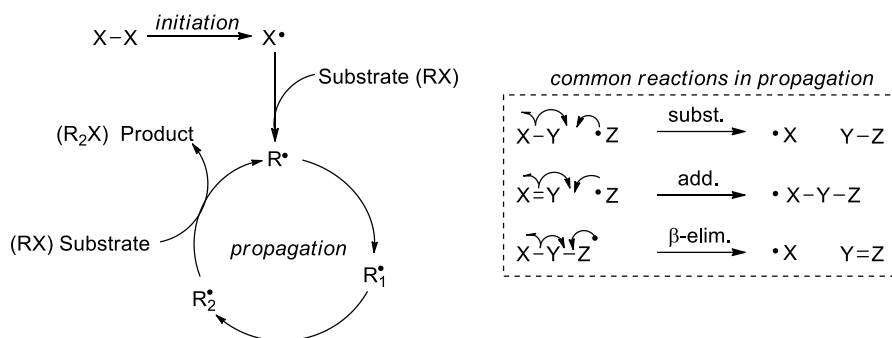 X–X initiation X•
Substrate (RX)
(R₂X) Product
R•
(RX) Substrate
propagation
R₁•
R₂•
common reactions in propagation
X–Y •Z subst. •X Y–Z
X=Y •Z add. •X–Y–Z
X–Y–Z• β-elim. •X Y=Z